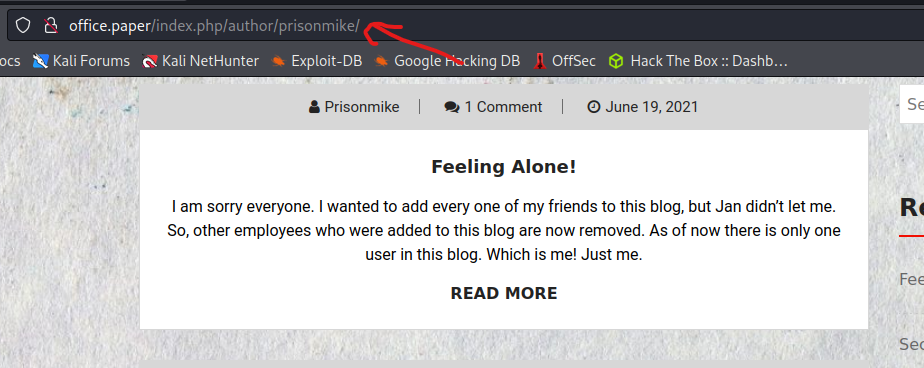 office.paper/index.php/author/prisonmike/
ocs Kali Forums Kali NetHunter Exploit-DB Google Hacking DB OffSec Hack The Box :: Dashb…
Prisonmike 1 Comment June 19, 2021
Se
Feeling Alone!
I am sorry everyone. I wanted to add every one of my friends to this blog, but Jan didn’t let me.
So, other employees who were added to this blog are now removed. As of now there is only one
user in this blog. Which is me! Just me.
READ MORE
Re
Fee
Sec